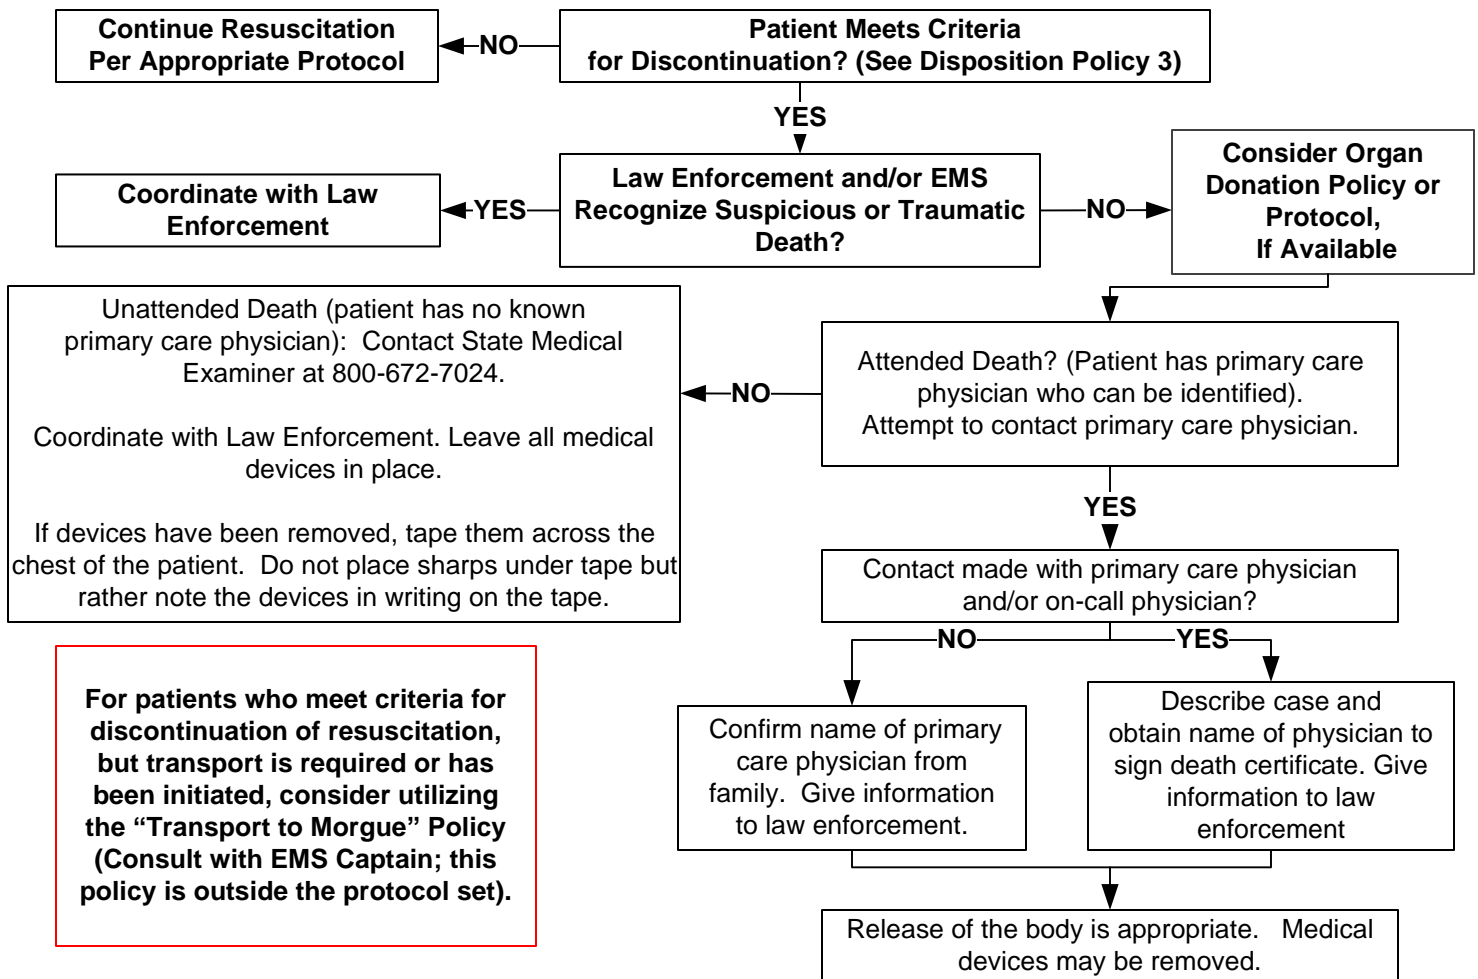 Continue Resuscitation
Per Appropriate Protocol
NO
Patient Meets Criteria
for Discontinuation? (See Disposition Policy 3)
YES
Coordinate with Law
Enforcement
YES
Law Enforcement and/or EMS
Recognize Suspicious or Traumatic
Death?
NO
Consider Organ
Donation Policy or
Protocol,
If Available
Unattended Death (patient has no known
primary care physician):  Contact State Medical
Examiner at 800-672-7024.
Coordinate with Law Enforcement. Leave all medical
devices in place.
If devices have been removed, tape them across the
chest of the patient.  Do not place sharps under tape but
rather note the devices in writing on the tape.
NO
Attended Death? (Patient has primary care
physician who can be identified).
Attempt to contact primary care physician.
YES
Contact made with primary care physician
and/or on-call physician?
NO
YES
For patients who meet criteria for
discontinuation of resuscitation,
but transport is required or has
been initiated, consider utilizing
the “Transport to Morgue” Policy
(Consult with EMS Captain; this
policy is outside the protocol set).
Confirm name of primary
care physician from
family.  Give information
to law enforcement.
Describe case and
obtain name of physician to
sign death certificate. Give
information to law
enforcement
Release of the body is appropriate.   Medical
devices may be removed.